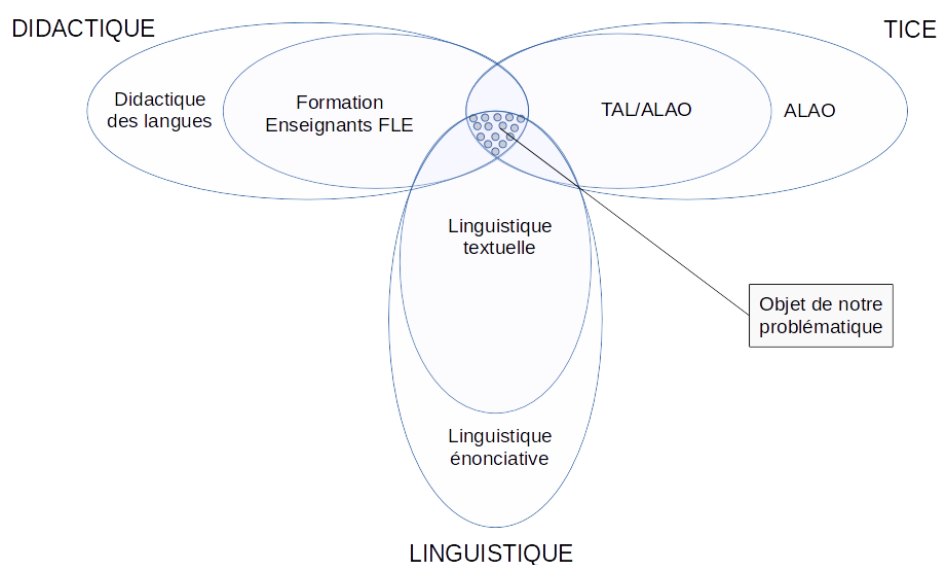 DIDACTIQUE
TICE
Didactique
des langues
Formation
Enseignants FLE
TAL/ALAO
ALAO
Linguistique
textuelle
Objet de notre
problématique
Linguistique
énonciative
LINGUISTIQUE